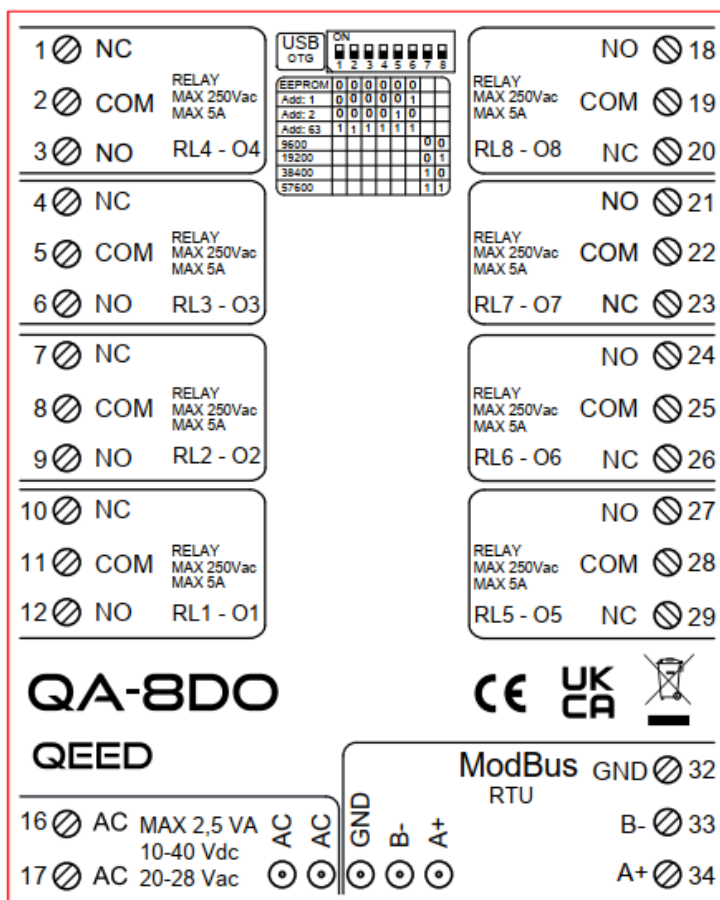 1 NC
2 COM
3 NO
RELAY
MAX 250Vac
MAX 5A
RL4 - O4
USB
OTG
ON
1 2 3 4 5 6 7 8
EEPROM 0 0 0 0 0 0
Add: 1 0 0 0 0 0 1
Add: 2 0 0 0 0 1 0
Add: 63 1 1 1 1 1 1
9600 0 0
19200 0 1
38400 1 0
57600 1 1
NO 18
COM 19
NC 20
RELAY
MAX 250Vac
MAX 5A
RL8 - O8
4 NC
5 COM
6 NO
RELAY
MAX 250Vac
MAX 5A
RL3 - O3
NO 21
COM 22
NC 23
RELAY
MAX 250Vac
MAX 5A
RL7 - O7
7 NC
8 COM
9 NO
RELAY
MAX 250Vac
MAX 5A
RL2 - O2
NO 24
COM 25
NC 26
RELAY
MAX 250Vac
MAX 5A
RL6 - O6
10 NC
11 COM
12 NO
RELAY
MAX 250Vac
MAX 5A
RL1 - O1
NO 27
COM 28
NC 29
RELAY
MAX 250Vac
MAX 5A
RL5 - O5
QA-8DO
CE
UK
CA
QEED
16 AC
17 AC
MAX 2,5 VA
10-40 Vdc
20-28 Vac
AC
AC
GND
B-
A+
ModBus
RTU
GND 32
B- 33
A+ 34